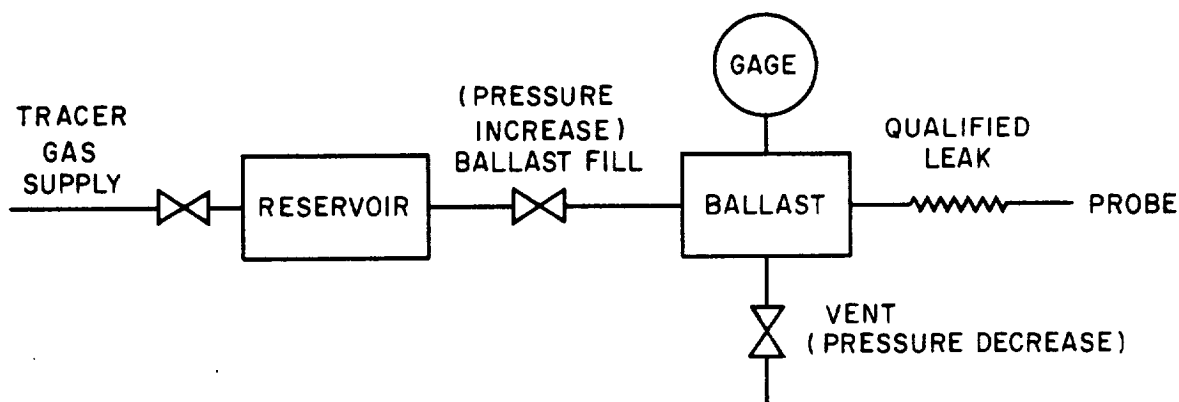 TRACER
GAS
SUPPLY
RESERVOIR
(PRESSURE
INCREASE)
BALLAST FILL
GAGE
BALLAST
QUALIFIED
LEAK
PROBE
VENT
(PRESSURE DECREASE)